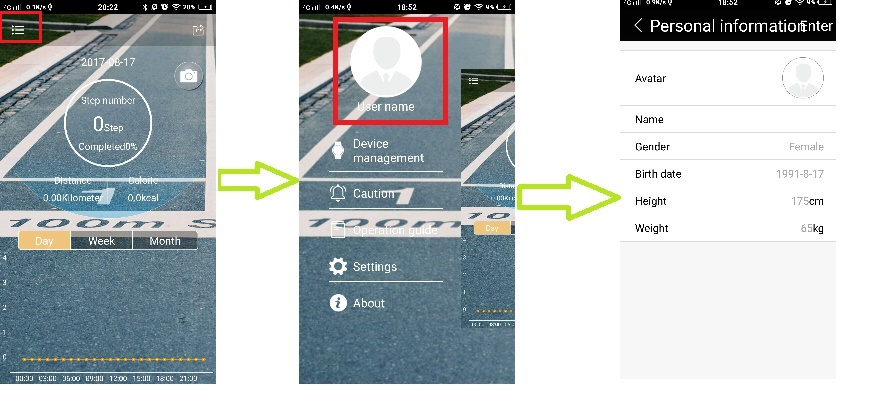 20:22
2017-08-17
Step number
0Step
Completed0%
Distance Calorie
0.00Kilometer 0.0kcal
100m S
Day Week Month
4
3
2
1
0
00:00 03:00 06:00 09:00 12:00 15:00 18:00 21:00
18:52
User name
Device
management
Caution
Operation guide
Settings
About
100m
Day
18:52
Personal information Enter
Avatar
Name
Gender Female
Birth date 1991-8-17
Height 175cm
Weight 65kg